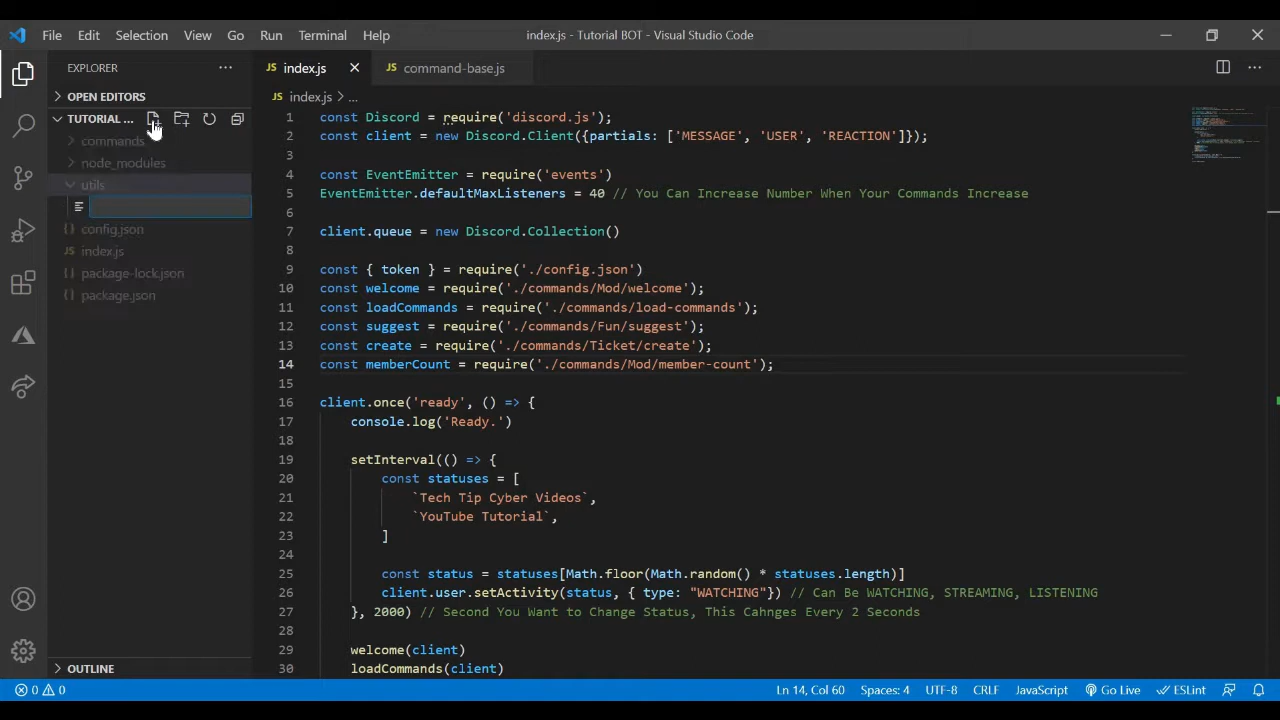 File Edit Selection View Go Run Terminal Help index.js - Tutorial BOT - Visual Studio Code
EXPLORER
OPEN EDITORS
TUTORIAL ...
commands
node_modules
utils
config.json
index.js
package-lock.json
package.json
OUTLINE
JS index.js JS command-base.js
JS index.js > ...
1 const Discord = require('discord.js');
2 const client = new Discord.Client({partials: ['MESSAGE', 'USER', 'REACTION']});
3
4 const EventEmitter = require('events')
5 EventEmitter.defaultMaxListeners = 40 // You Can Increase Number When Your Commands Increase
6
7 client.queue = new Discord.Collection()
8
9 const { token } = require('./config.json')
10 const welcome = require('./commands/Mod/welcome');
11 const loadCommands = require('./commands/load-commands');
12 const suggest = require('./commands/Fun/suggest');
13 const create = require('./commands/Ticket/create');
14 const memberCount = require('./commands/Mod/member-count');
15
16 client.once('ready', () => {
17 console.log('Ready.')
18
19 setInterval(() => {
20 const statuses = [
21 `Tech Tip Cyber Videos`,
22 `YouTube Tutorial`,
23 ]
24
25 const status = statuses[Math.floor(Math.random() * statuses.length)]
26 client.user.setActivity(status, { type: "WATCHING"}) // Can Be WATCHING, STREAMING, LISTENING
27 }, 2000) // Second You Want to Change Status, This Cahnges Every 2 Seconds
28
29 welcome(client)
30 loadCommands(client)
0 0 Ln 14, Col 60 Spaces: 4 UTF-8 CRLF JavaScript Go Live ESLint